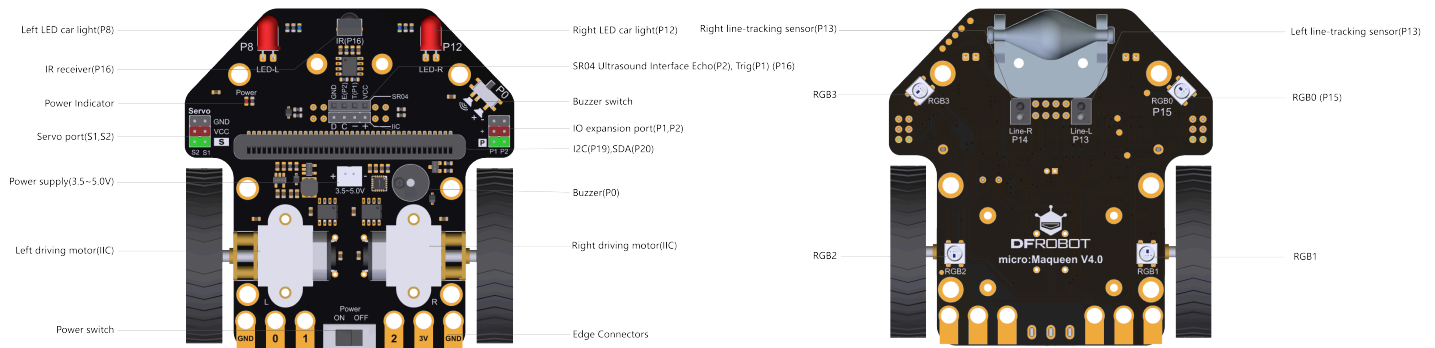 Left LED car light(P8)
IR receiver(P16)
Power Indicator
Servo port(S1,S2)
Power supply(3.5~5.0V)
Left driving motor(IIC)
Power switch
P8
LED-L
IR(P16)
P12
LED-R
Power
Servo
GND
VCC
S
S2 S1
GND
E(P2)
T(P1)
VCC
SR04
D C − +
IIC
P0
+ -
+
P
P1 P2
+ -
3.5~5.0V
L
R
Power
ON OFF
GND
0
1
2
3V
GND
Right LED car light(P12)
SR04 Ultrasound Interface Echo(P2), Trig(P1) (P16)
Buzzer switch
IO expansion port(P1,P2)
I2C(P19),SDA(P20)
Buzzer(P0)
Right driving motor(IIC)
Edge Connectors
Right line-tracking sensor(P13)
RGB3
RGB2
RGB3
RGB0
P15
Line-R
P14
Line-L
P13
DFROBOT
micro:Maqueen V4.0
RGB2
RGB1
Left line-tracking sensor(P13)
RGB0 (P15)
RGB1